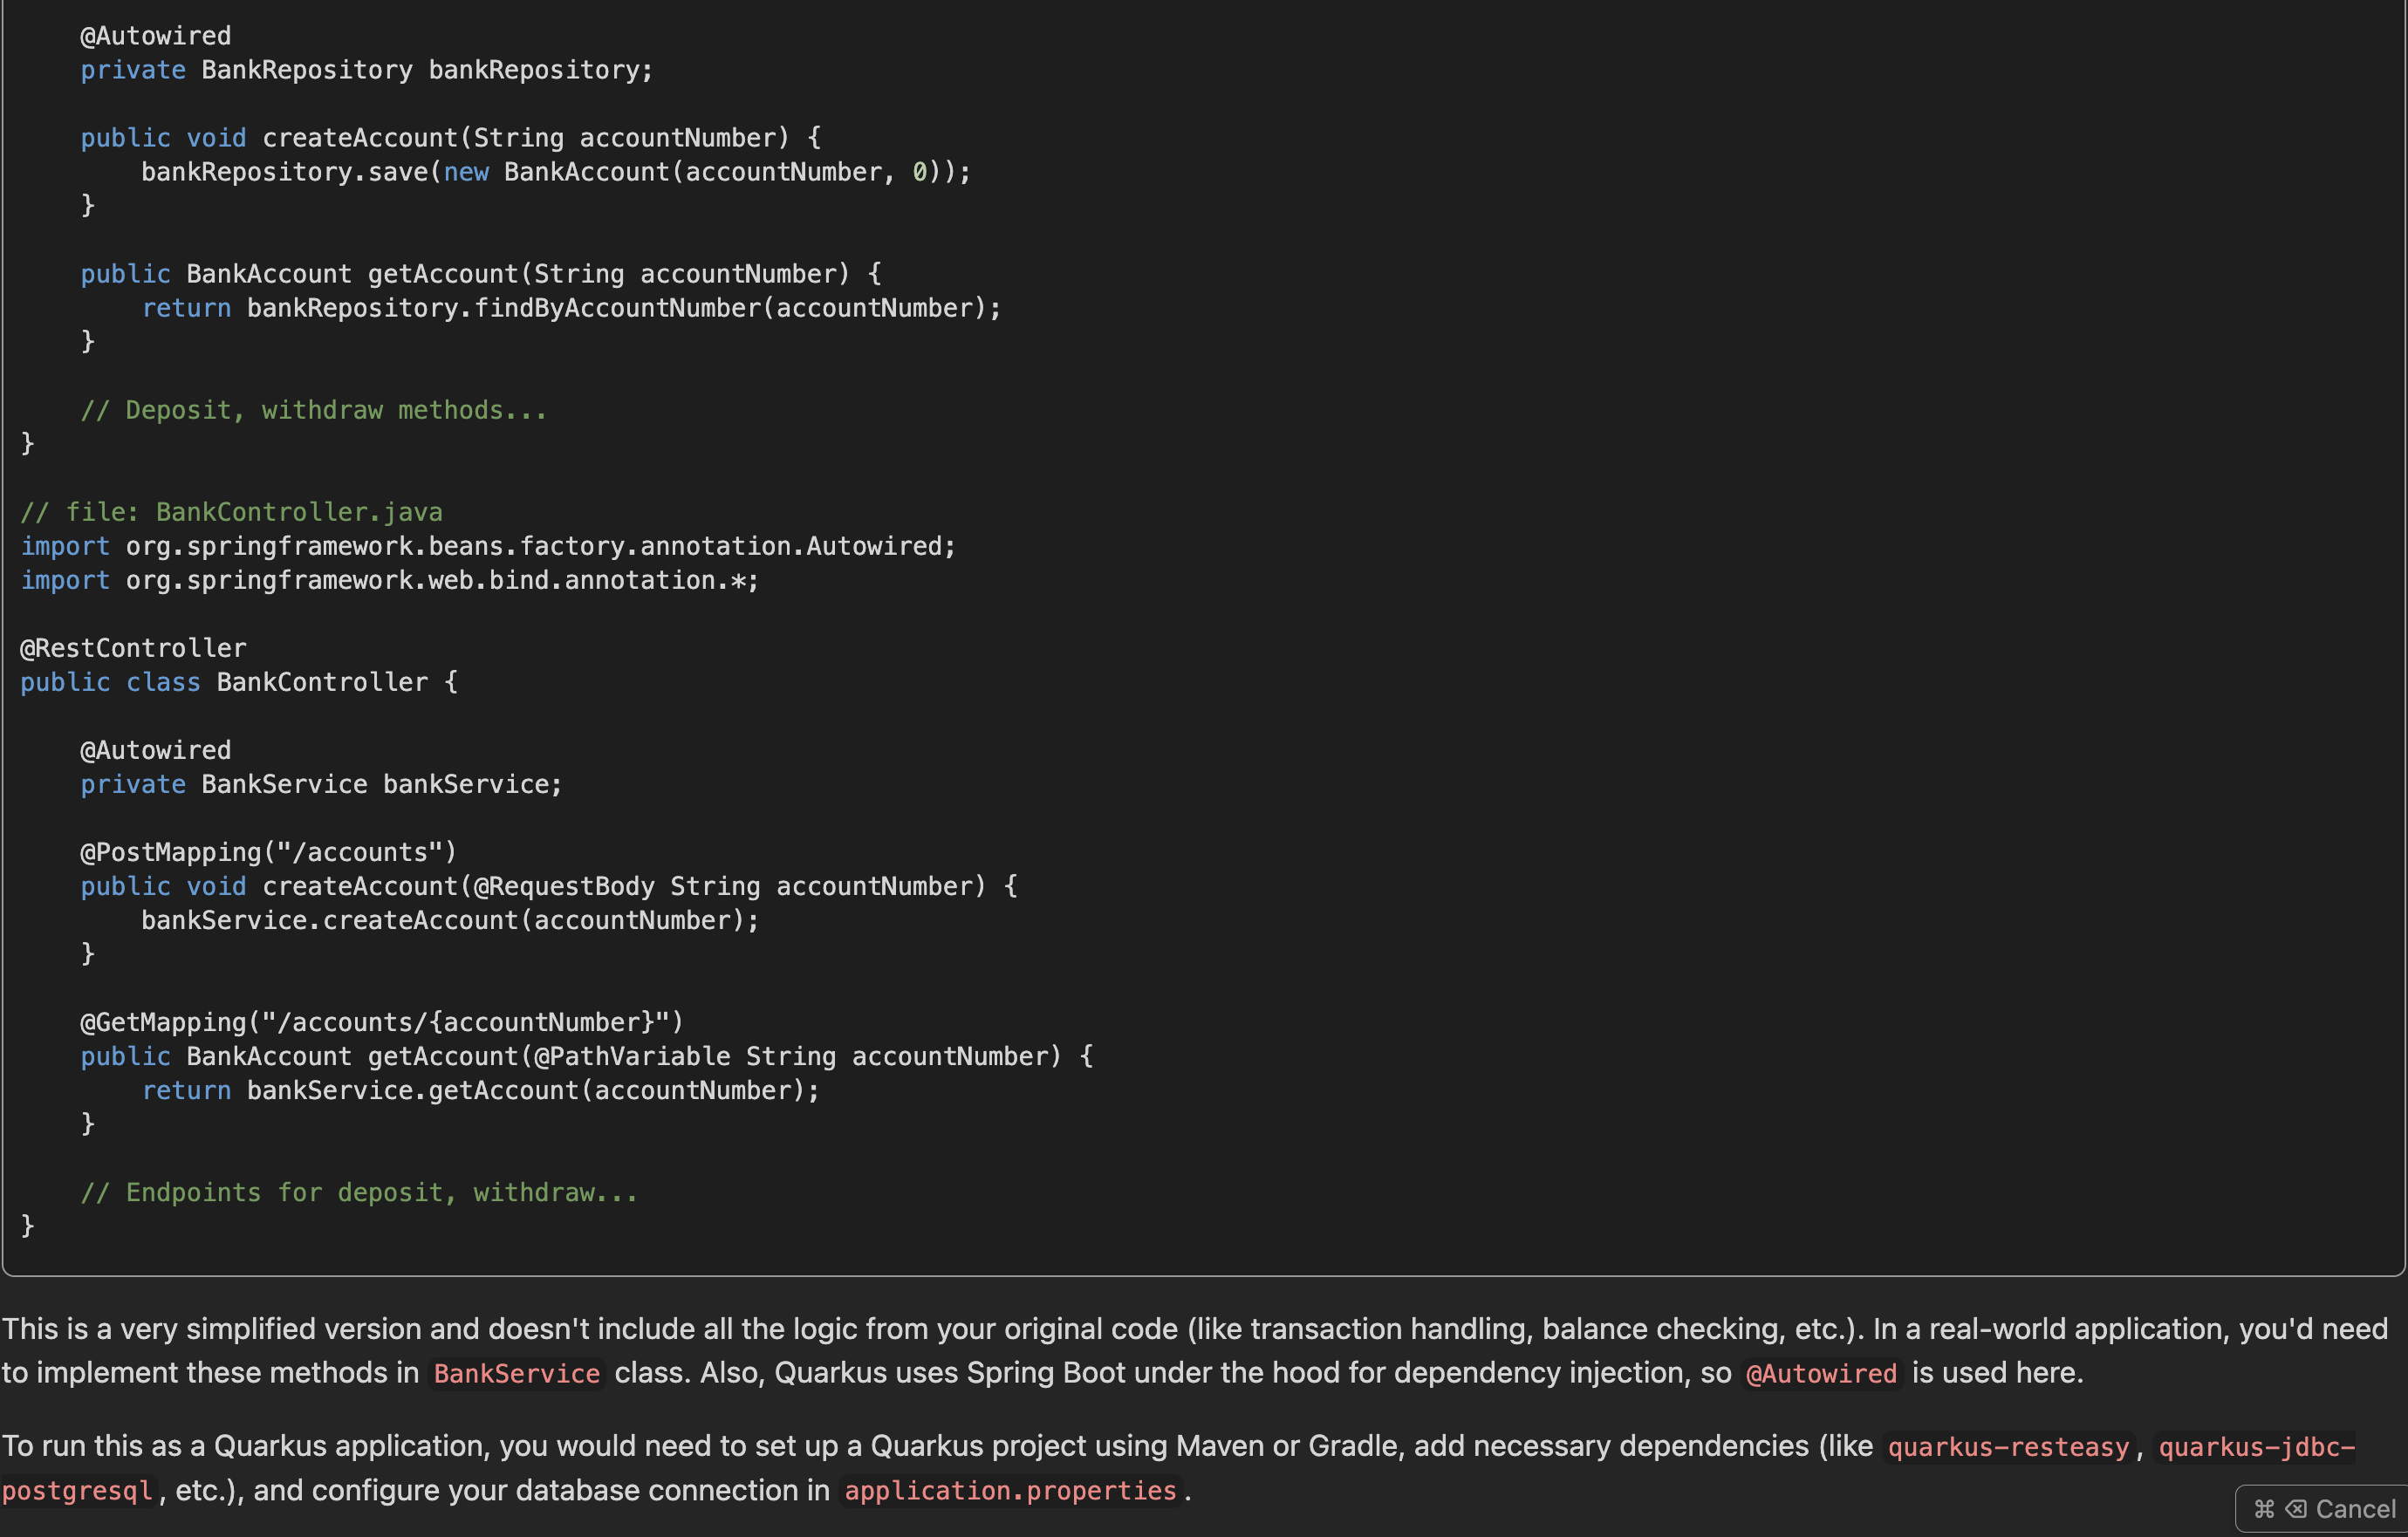 @Autowired
private BankRepository bankRepository;
public void createAccount(String accountNumber) {
bankRepository.save(new BankAccount(accountNumber, 0));
}
public BankAccount getAccount(String accountNumber) {
return bankRepository.findByAccountNumber(accountNumber);
}
// Deposit, withdraw methods...
}
// file: BankController.java
import org.springframework.beans.factory.annotation.Autowired;
import org.springframework.web.bind.annotation.*;
@RestController
public class BankController {
@Autowired
private BankService bankService;
@PostMapping("/accounts")
public void createAccount(@RequestBody String accountNumber) {
bankService.createAccount(accountNumber);
}
@GetMapping("/accounts/{accountNumber}")
public BankAccount getAccount(@PathVariable String accountNumber) {
return bankService.getAccount(accountNumber);
}
// Endpoints for deposit, withdraw...
}
This is a very simplified version and doesn't include all the logic from your original code (like transaction handling, balance checking, etc.). In a real-world application, you'd need
to implement these methods in BankService class. Also, Quarkus uses Spring Boot under the hood for dependency injection, so @Autowired is used here.
To run this as a Quarkus application, you would need to set up a Quarkus project using Maven or Gradle, add necessary dependencies (like quarkus-resteasy, quarkus-jdbc-
postgresql, etc.), and configure your database connection in application.properties.
⌘ ⌫ Cancel